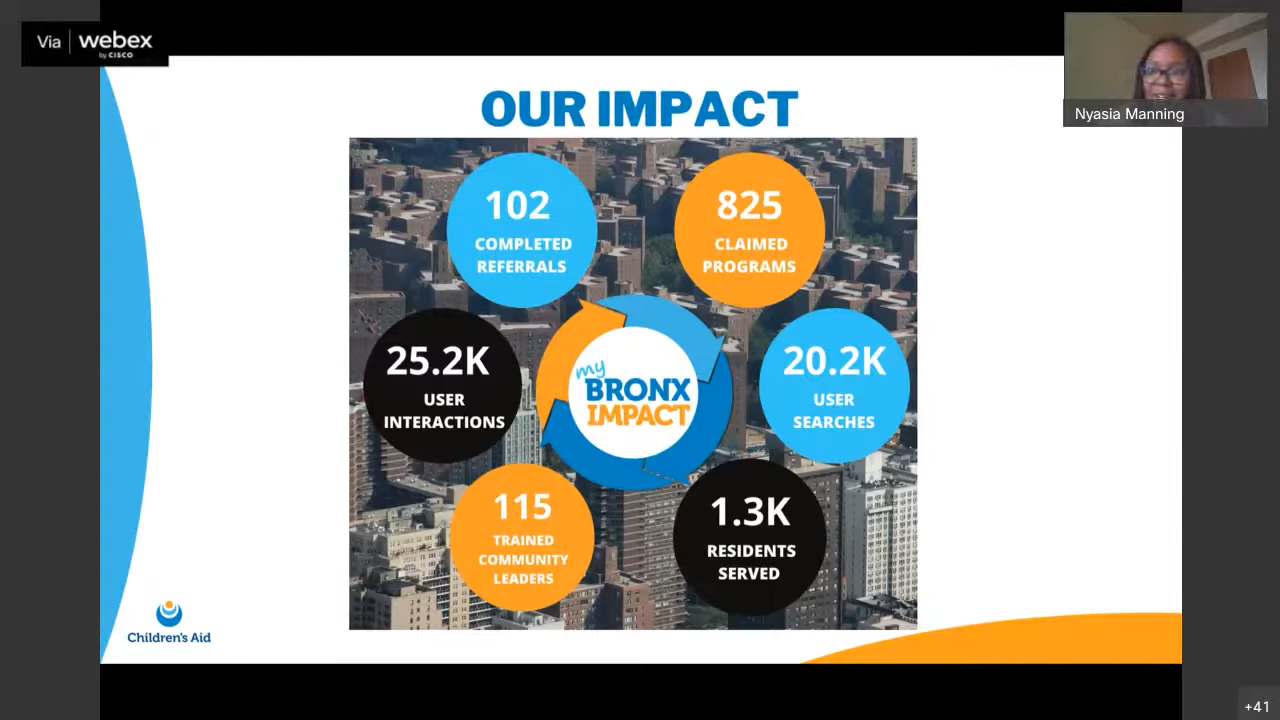 Via webex
by CISCO
Nyasia Manning
OUR IMPACT
102
COMPLETED
REFERRALS
825
CLAIMED
PROGRAMS
25.2K
USER
INTERACTIONS
my
BRONX
IMPACT
20.2K
USER
SEARCHES
115
TRAINED
COMMUNITY
LEADERS
1.3K
RESIDENTS
SERVED
Children's Aid
+41